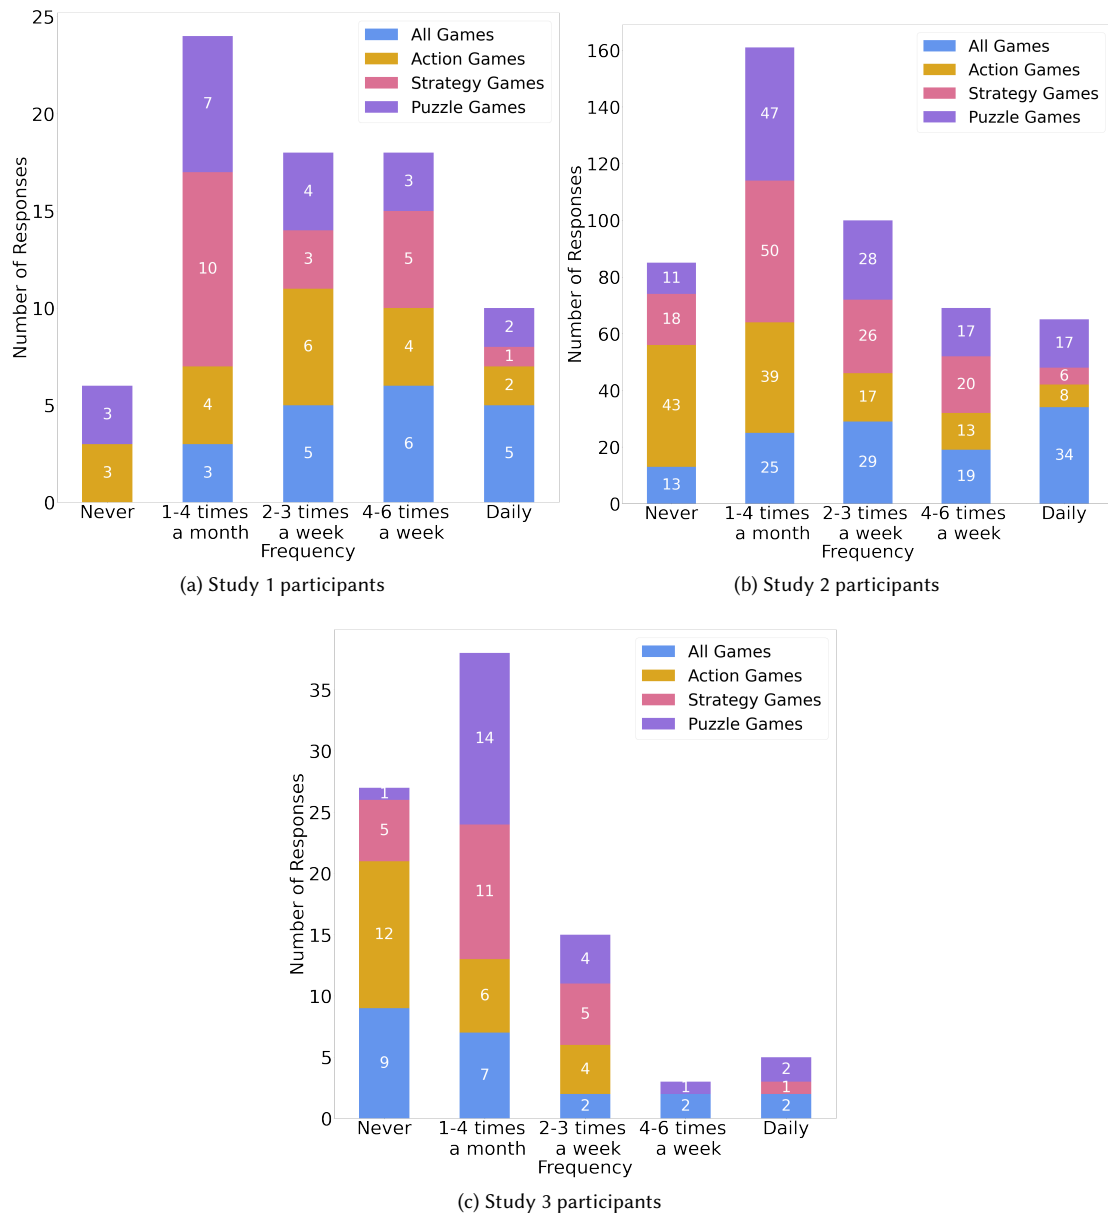 25
20
15
10
5
0
Number of Responses
All Games
Action Games
Strategy Games
Puzzle Games
3
3
7
10
4
3
4
3
6
5
3
5
4
6
2
1
2
5
Never
1-4 times
a month
2-3 times
a week
4-6 times
a week
Daily
Frequency
(a) Study 1 participants
160
140
120
100
80
60
40
20
0
Number of Responses
All Games
Action Games
Strategy Games
Puzzle Games
11
18
43
13
47
50
39
25
28
26
17
29
17
20
13
19
17
6
8
34
Never
1-4 times
a month
2-3 times
a week
4-6 times
a week
Daily
Frequency
(b) Study 2 participants
35
30
25
20
15
10
5
0
Number of Responses
All Games
Action Games
Strategy Games
Puzzle Games
1
5
12
9
14
11
6
7
4
5
4
2
1
2
2
1
2
Never
1-4 times
a month
2-3 times
a week
4-6 times
a week
Daily
Frequency
(c) Study 3 participants